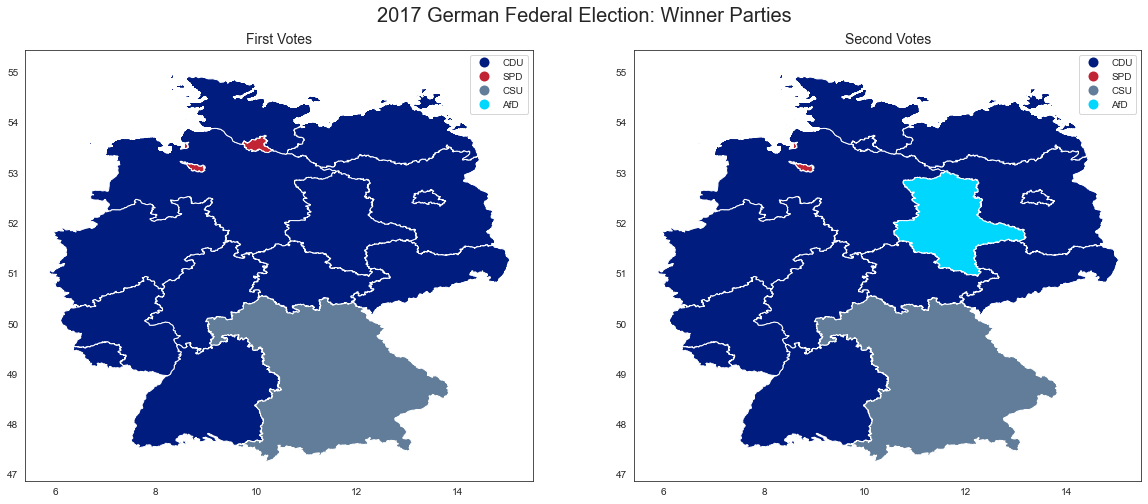 2017 German Federal Election: Winner Parties
First Votes
CDU
SPD
CSU
AfD
55
54
53
52
51
50
49
48
47
6 8 10 12 14
Second Votes
CDU
SPD
CSU
AfD
55
54
53
52
51
50
49
48
47
6 8 10 12 14